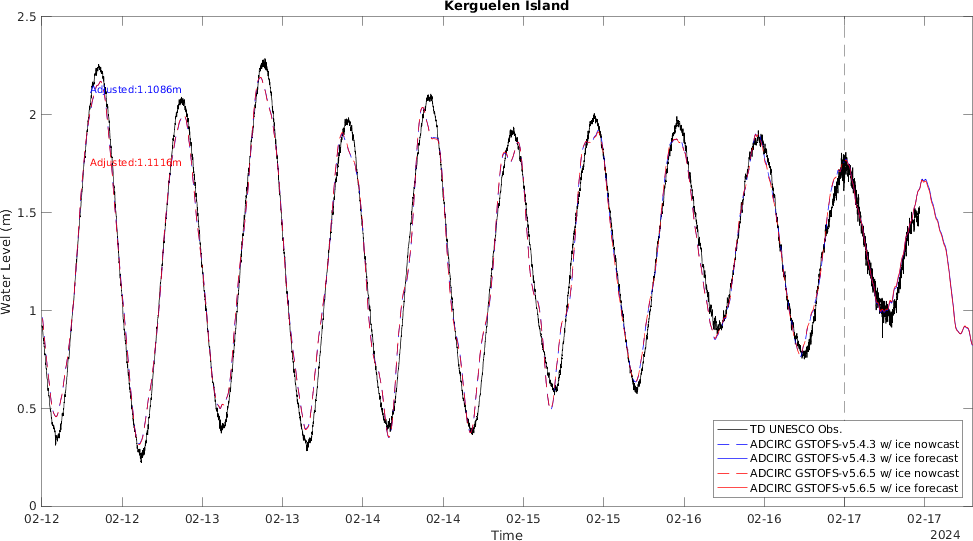 Kerguelen Island
2.5
2
1.5
1
0.5
0
Water Level (m)
Adjusted:1.1086m
Adjusted:1.1116m
TD UNESCO Obs.
ADCIRC GSTOFS-v5.4.3 w/ ice nowcast
ADCIRC GSTOFS-v5.4.3 w/ ice forecast
ADCIRC GSTOFS-v5.6.5 w/ ice nowcast
ADCIRC GSTOFS-v5.6.5 w/ ice forecast
02-12 02-12 02-13 02-13 02-14 02-14 02-15 02-15 02-16 02-16 02-17 02-17
Time
2024